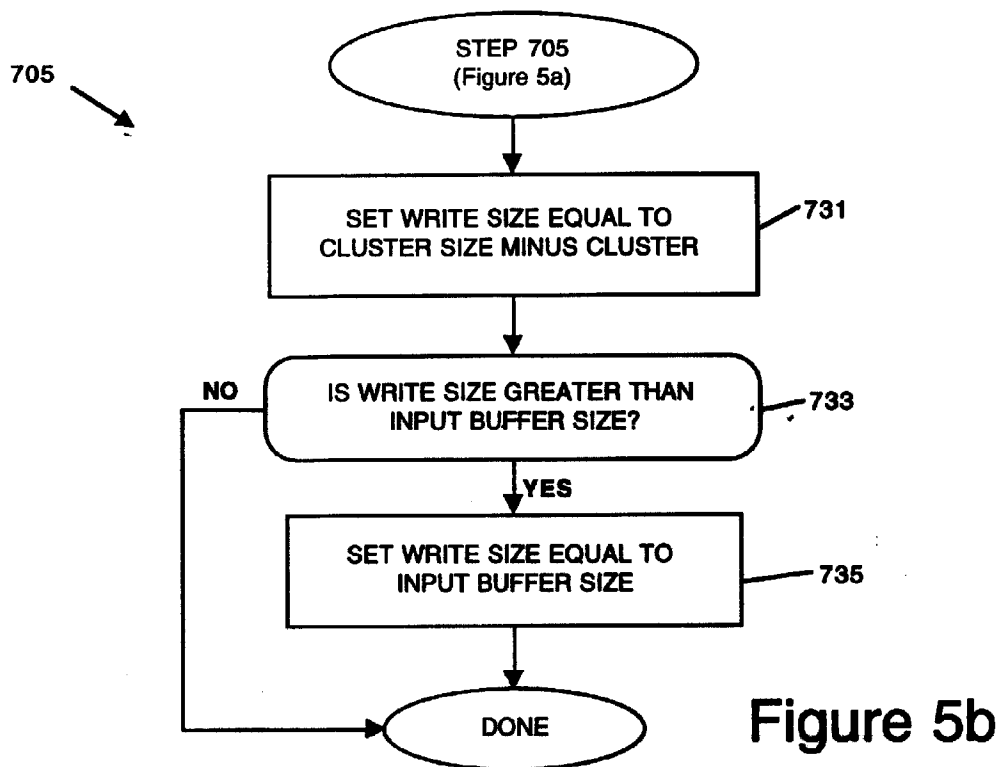 705
STEP 705
(Figure 5a)
SET WRITE SIZE EQUAL TO
CLUSTER SIZE MINUS CLUSTER
731
NO
IS WRITE SIZE GREATER THAN
INPUT BUFFER SIZE?
733
YES
SET WRITE SIZE EQUAL TO
INPUT BUFFER SIZE
735
DONE
Figure 5b